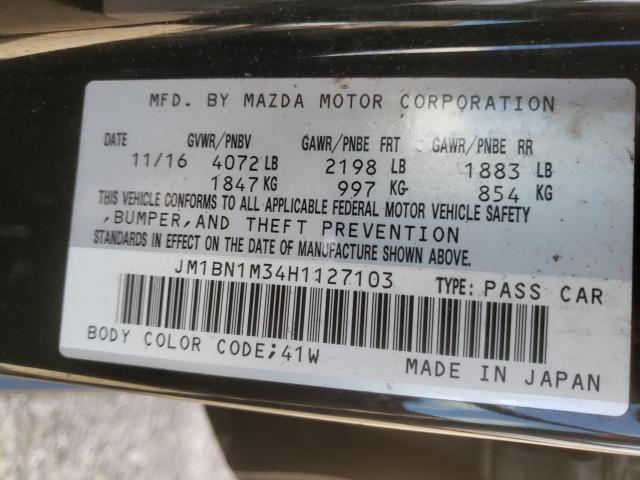 MFD. BY MAZDA MOTOR CORPORATION
DATE GVWR/PNBV GAWR/PNBE FRT GAWR/PNBE RR
11/16 4072 LB 2198 LB 1883 LB
1847 KG 997 KG 854 KG
THIS VEHICLE CONFORMS TO ALL APPLICABLE FEDERAL MOTOR VEHICLE SAFETY
,BUMPER,AND THEFT PREVENTION
STANDARDS IN EFFECT ON THE DATE OF MANUFACTURE SHOWN ABOVE.
JM1BN1M34H1127103 TYPE: PASS CAR
BODY COLOR CODE;41W MADE IN JAPAN